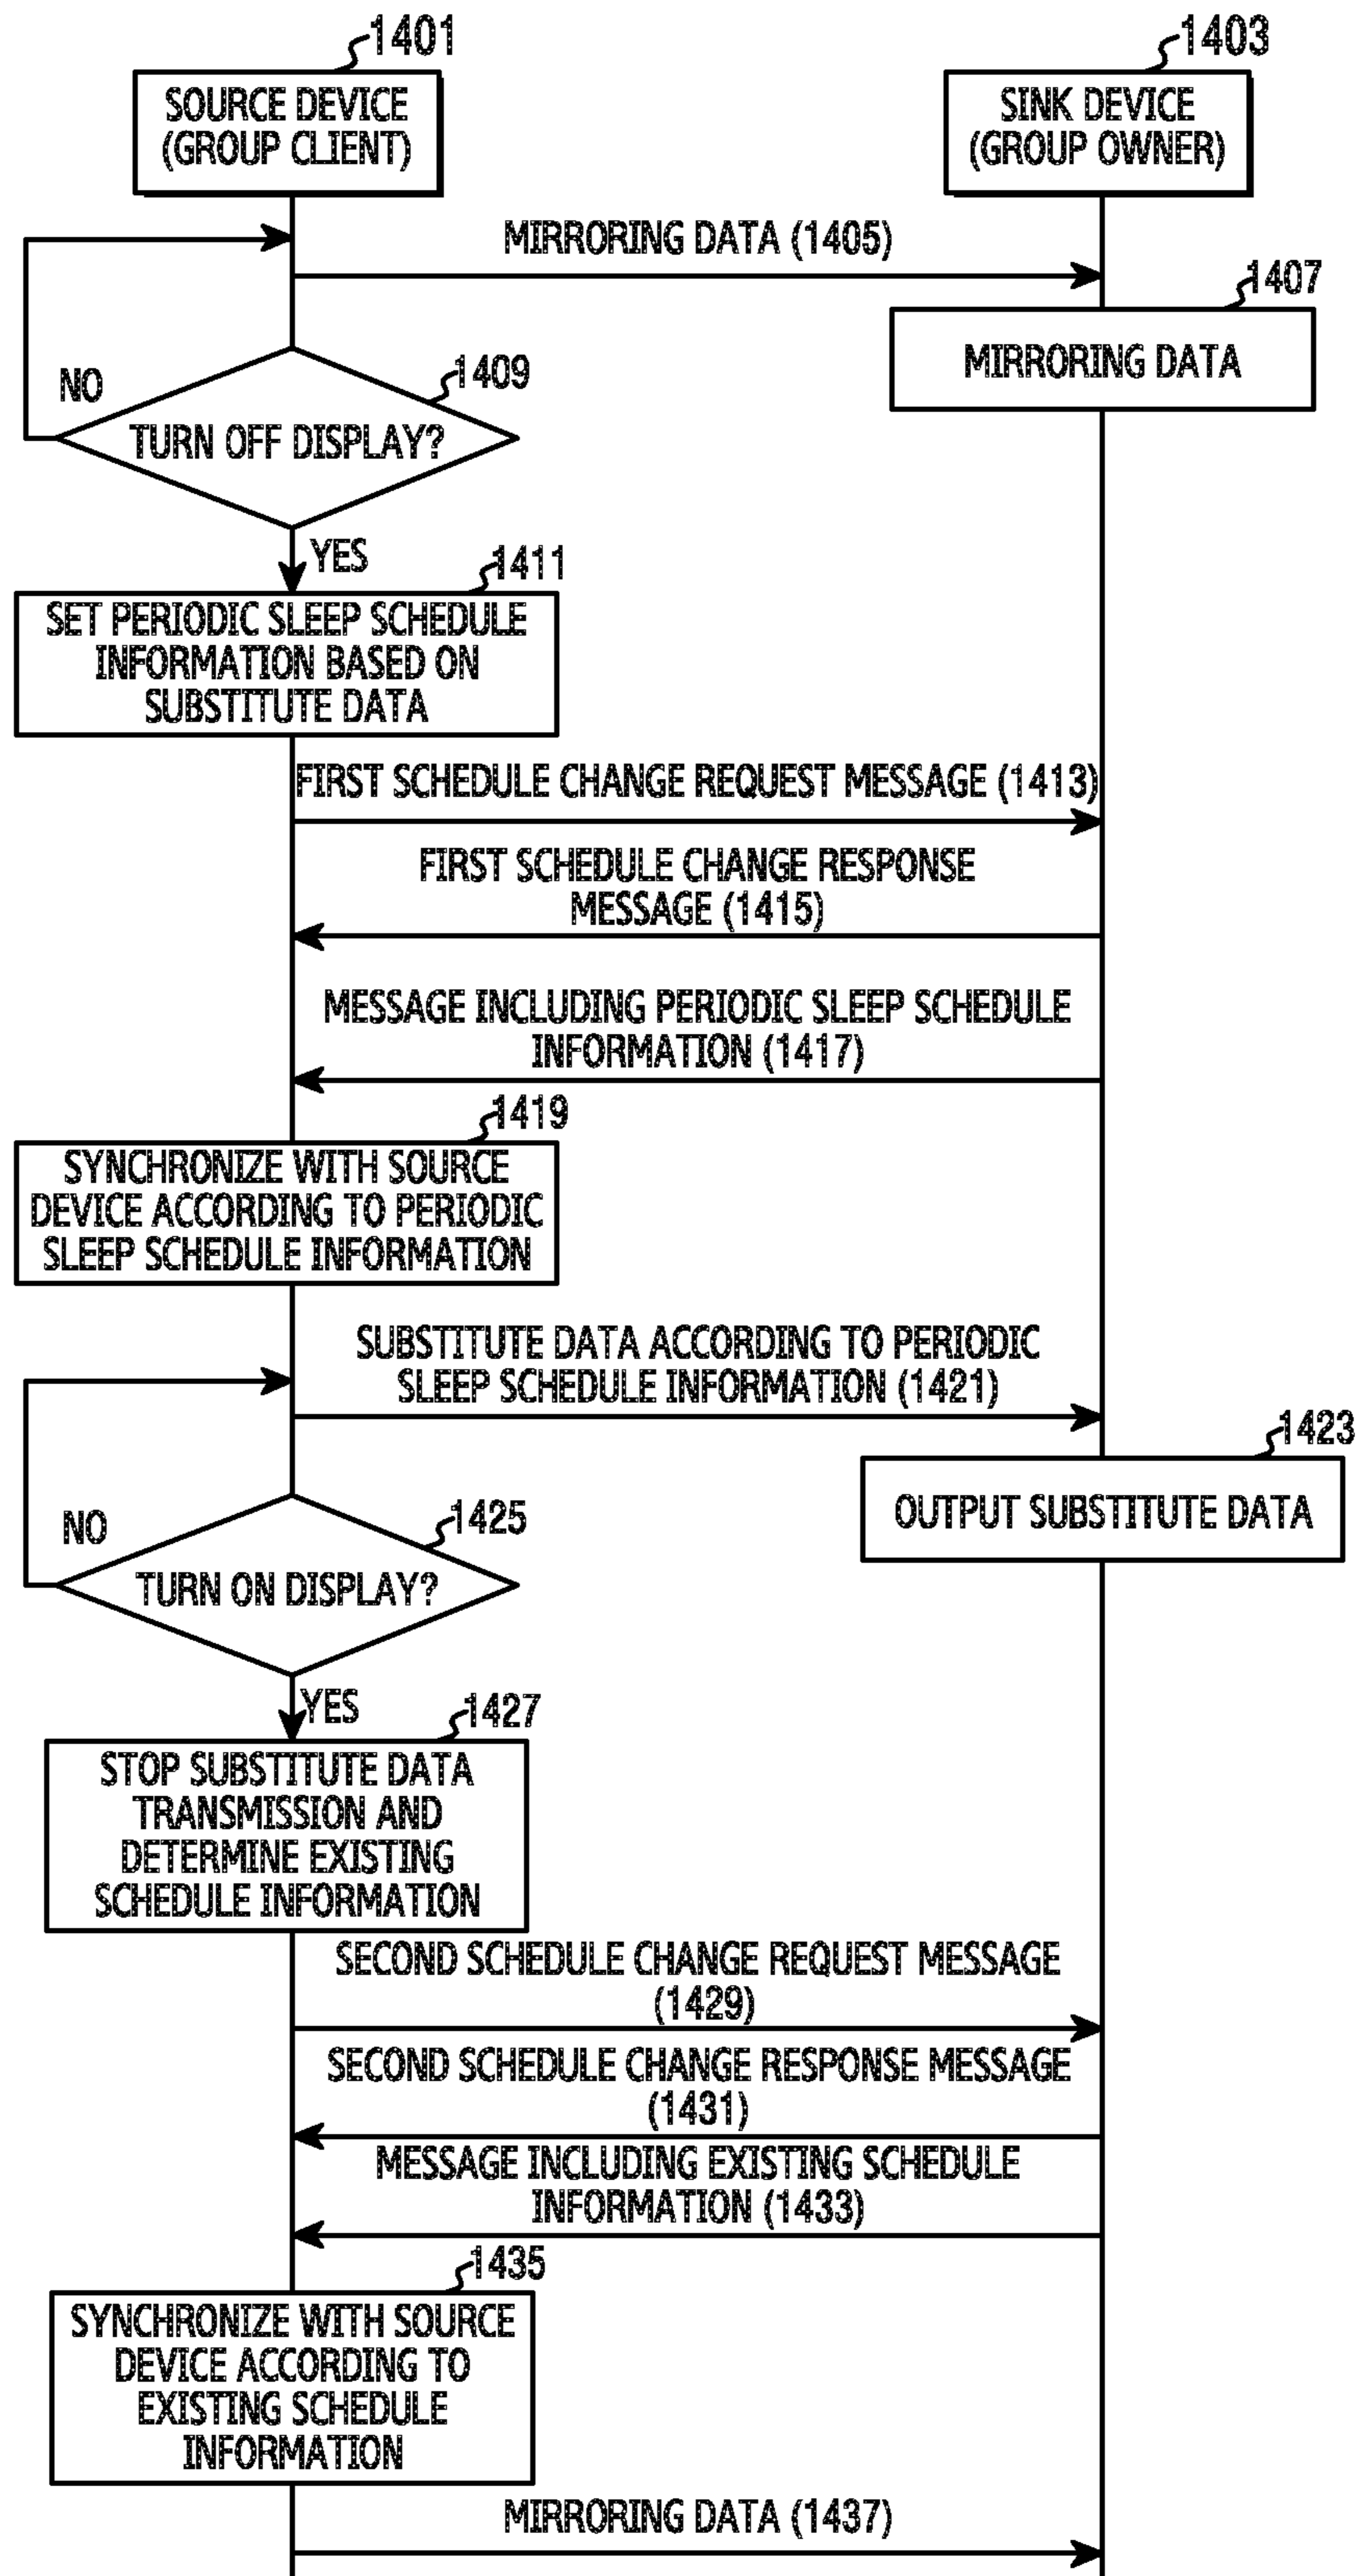 1401
1403
SOURCE DEVICE
(GROUP CLIENT)
SINK DEVICE
(GROUP OWNER)
MIRRORING DATA (1405)
1407
MIRRORING DATA
NO
1409
TURN OFF DISPLAY?
YES
1411
SET PERIODIC SLEEP SCHEDULE
INFORMATION BASED ON
SUBSTITUTE DATA
FIRST SCHEDULE CHANGE REQUEST MESSAGE (1413)
FIRST SCHEDULE CHANGE RESPONSE
MESSAGE (1415)
MESSAGE INCLUDING PERIODIC SLEEP SCHEDULE
INFORMATION (1417)
1419
SYNCHRONIZE WITH SOURCE
DEVICE ACCORDING TO PERIODIC
SLEEP SCHEDULE INFORMATION
SUBSTITUTE DATA ACCORDING TO PERIODIC
SLEEP SCHEDULE INFORMATION (1421)
1423
OUTPUT SUBSTITUTE DATA
NO
1425
TURN ON DISPLAY?
YES
1427
STOP SUBSTITUTE DATA
TRANSMISSION AND
DETERMINE EXISTING
SCHEDULE INFORMATION
SECOND SCHEDULE CHANGE REQUEST MESSAGE
(1429)
SECOND SCHEDULE CHANGE RESPONSE MESSAGE
(1431)
MESSAGE INCLUDING EXISTING SCHEDULE
INFORMATION (1433)
1435
SYNCHRONIZE WITH SOURCE
DEVICE ACCORDING TO
EXISTING SCHEDULE
INFORMATION
MIRRORING DATA (1437)